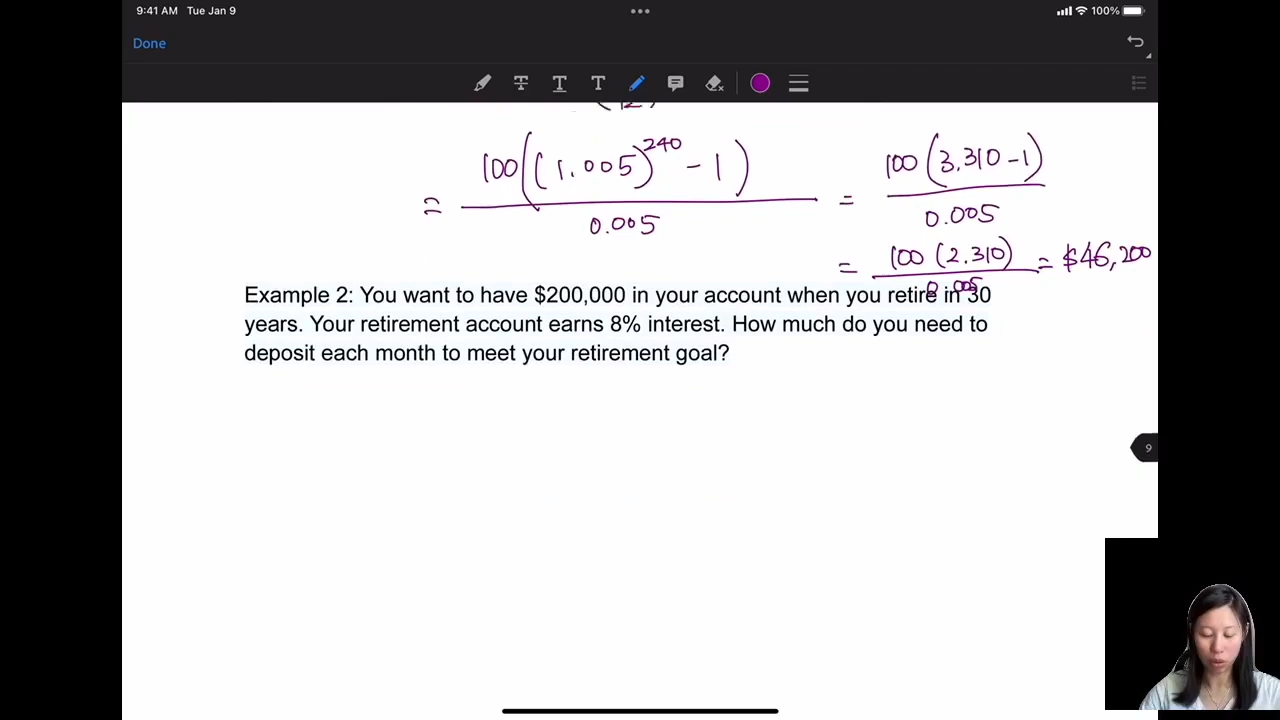 9:41 AM Tue Jan 9
100%
Done
(12)
= 100((1.005)^240 - 1) / 0.005 = 100(3.310-1) / 0.005
= 100(2.310) / 0.005 = $46,200
Example 2: You want to have $200,000 in your account when you retire in 30
years. Your retirement account earns 8% interest. How much do you need to
deposit each month to meet your retirement goal?
9